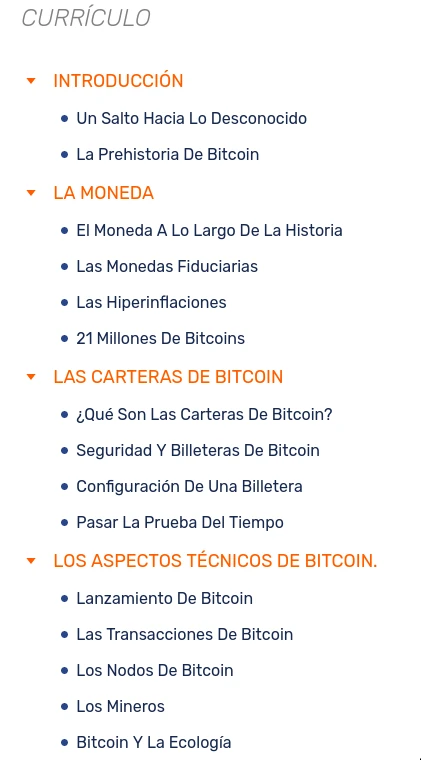 CURRÍCULO
INTRODUCCIÓN
Un Salto Hacia Lo Desconocido
La Prehistoria De Bitcoin
LA MONEDA
El Moneda A Lo Largo De La Historia
Las Monedas Fiduciarias
Las Hiperinflaciones
21 Millones De Bitcoins
LAS CARTERAS DE BITCOIN
¿Qué Son Las Carteras De Bitcoin?
Seguridad Y Billeteras De Bitcoin
Configuración De Una Billetera
Pasar La Prueba Del Tiempo
LOS ASPECTOS TÉCNICOS DE BITCOIN.
Lanzamiento De Bitcoin
Las Transacciones De Bitcoin
Los Nodos De Bitcoin
Los Mineros
Bitcoin Y La Ecología